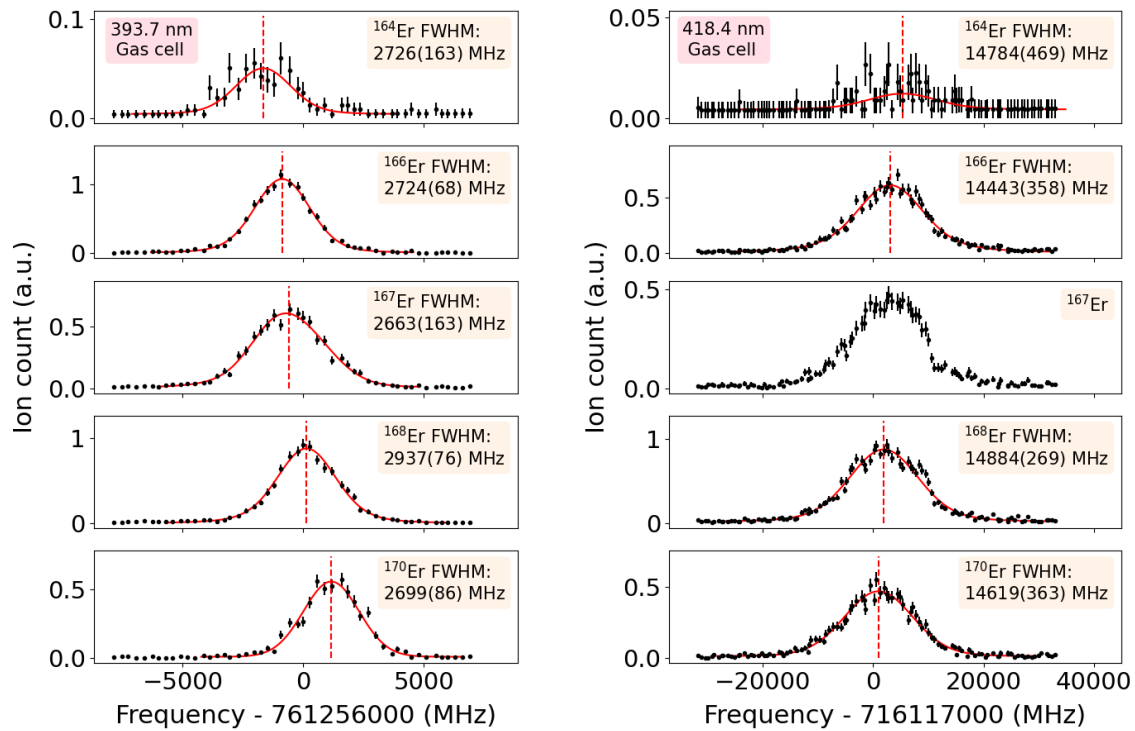 393.7 nm
Gas cell
¹⁶⁴Er FWHM:
2726(163) MHz
0.1
0.0
¹⁶⁶Er FWHM:
2724(68) MHz
1
0
¹⁶⁷Er FWHM:
2663(163) MHz
0.5
0.0
¹⁶⁸Er FWHM:
2937(76) MHz
1
0
¹⁷⁰Er FWHM:
2699(86) MHz
0.5
0.0
Ion count (a.u.)
−5000 0 5000
Frequency - 761256000 (MHz)
418.4 nm
Gas cell
¹⁶⁴Er FWHM:
14784(469) MHz
0.05
0.00
¹⁶⁶Er FWHM:
14443(358) MHz
0.5
0.0
¹⁶⁷Er
0.5
0.0
¹⁶⁸Er FWHM:
14884(269) MHz
1
0
¹⁷⁰Er FWHM:
14619(363) MHz
0.5
0.0
Ion count (a.u.)
−20000 0 20000 40000
Frequency - 716117000 (MHz)